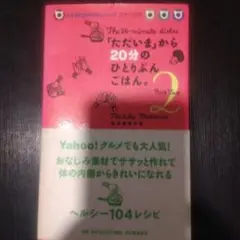 The 20-minute dishes
「ただいま」から
20分の
ひとりぶん
ごはん。
2
Yahoo!グルメでも大人気!
おなじみ素材でササっと作れて
体の内側からきれいになれる
ヘルシー104レシピ